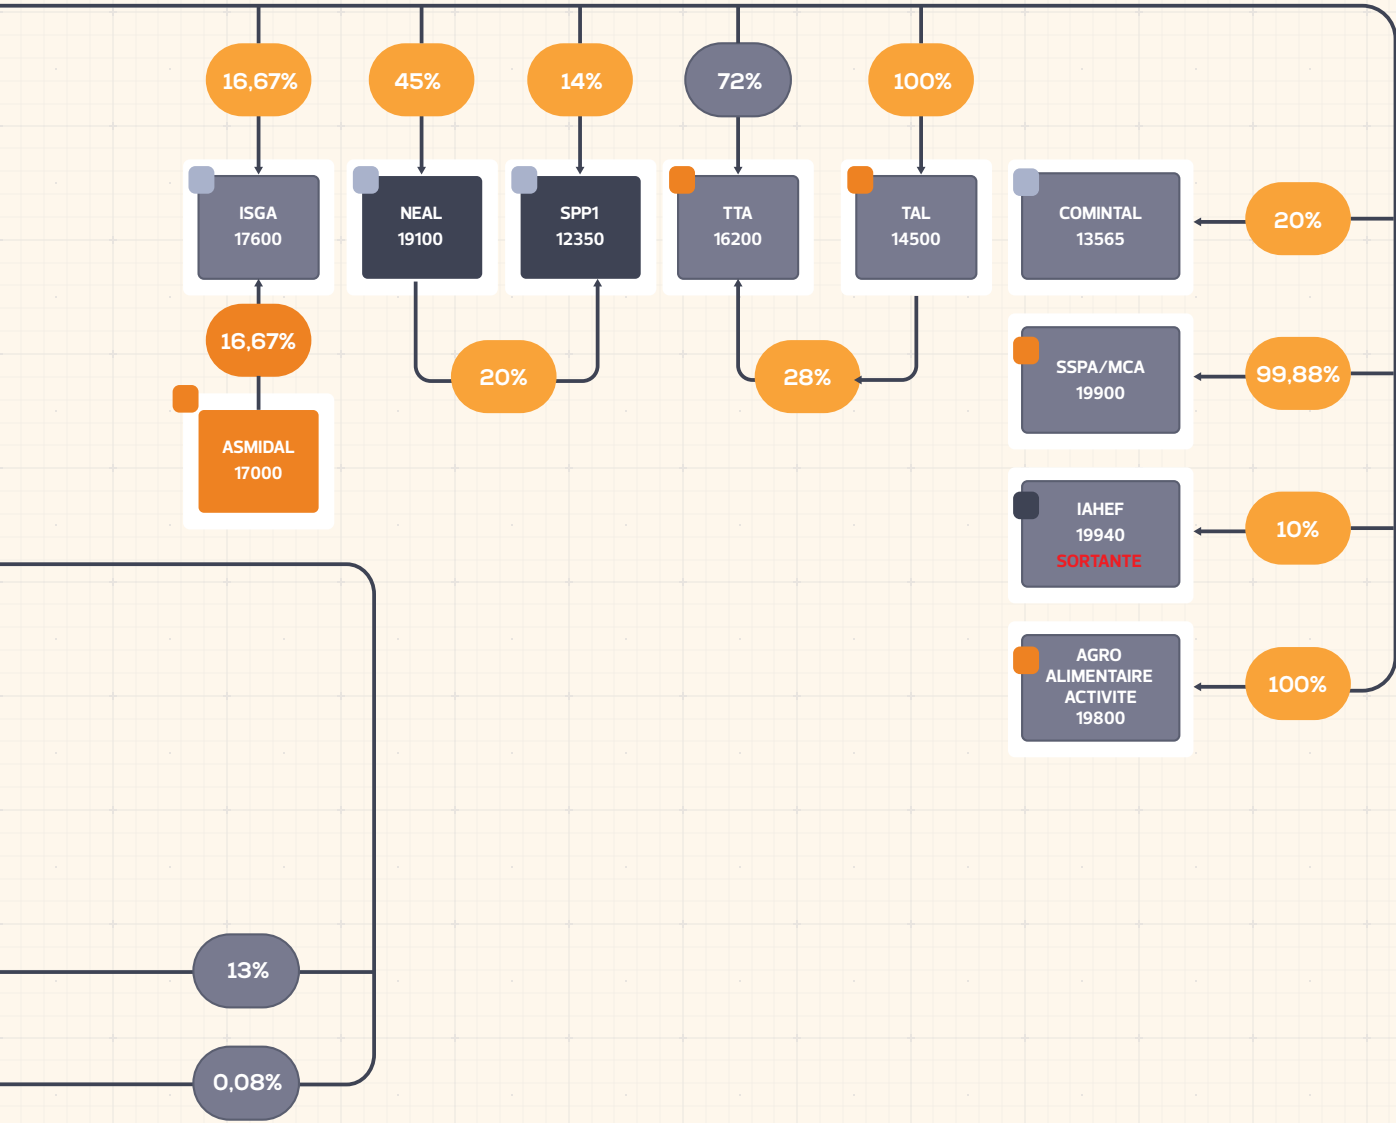 16,67%
45%
14%
72%
100%
ISGA
17600
NEAL
19100
SPP1
12350
TTA
16200
TAL
14500
COMINTAL
13565
20%
16,67%
20%
28%
SSPA/MCA
19900
99,88%
ASMIDAL
17000
IAHEF
19940
SORTANTE
10%
AGRO
ALIMENTAIRE
ACTIVITE
19800
100%
13%
0,08%